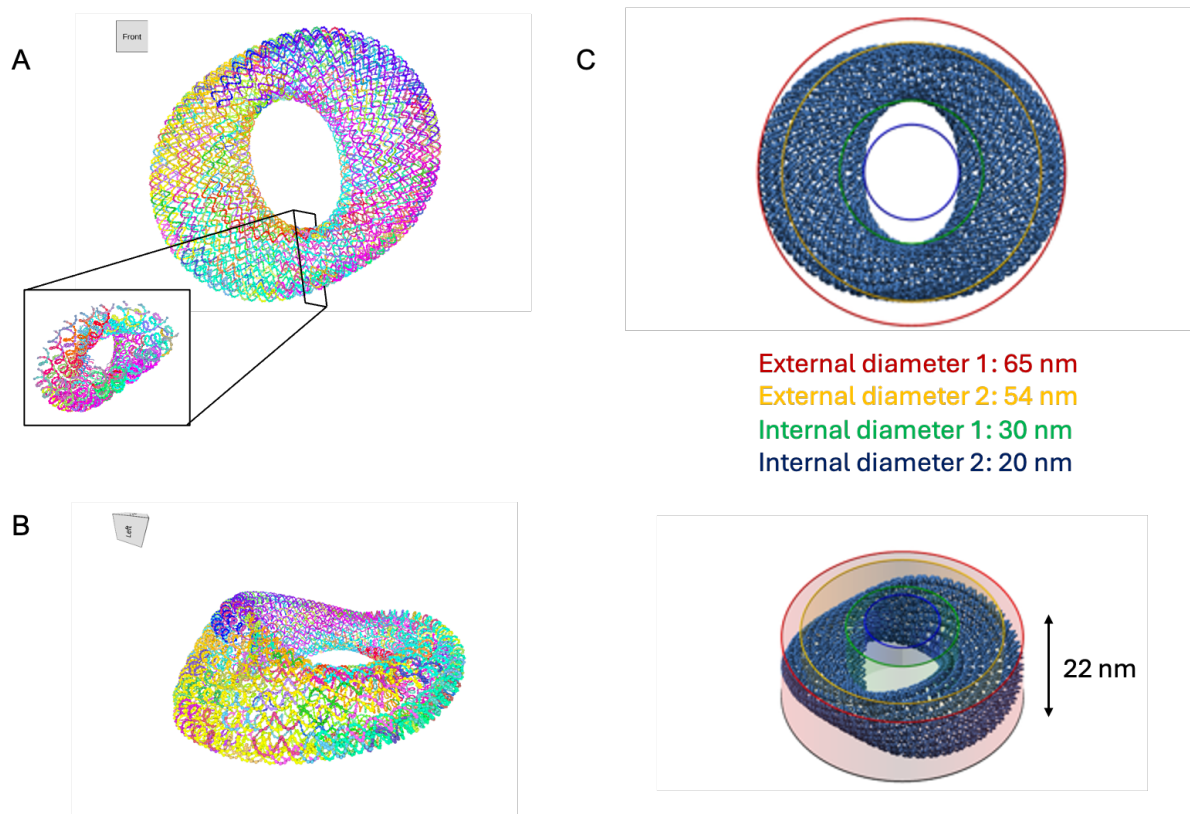 A
Front
B
Left
C
External diameter 1: 65 nm
External diameter 2: 54 nm
Internal diameter 1: 30 nm
Internal diameter 2: 20 nm
22 nm